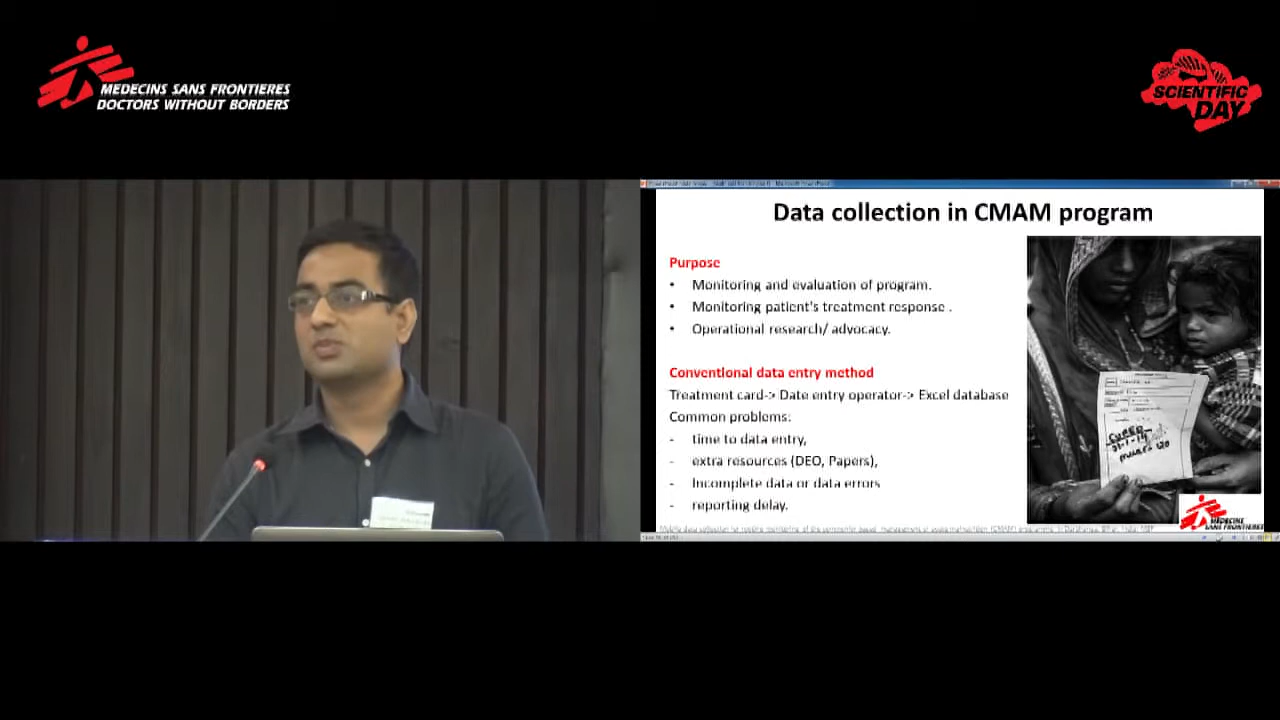 MEDECINS SANS FRONTIERES
DOCTORS WITHOUT BORDERS
SCIENTIFIC
DAY
Data collection in CMAM program
Purpose
• Monitoring and evaluation of program.
• Monitoring patient's treatment response .
• Operational research/ advocacy.
Conventional data entry method
Treatment card-> Date entry operator-> Excel database
Common problems:
- time to data entry,
- extra resources (DEO, Papers),
- Incomplete data or data errors
- reporting delay.
CURED
MEDECINS
SANS FRONTIERES